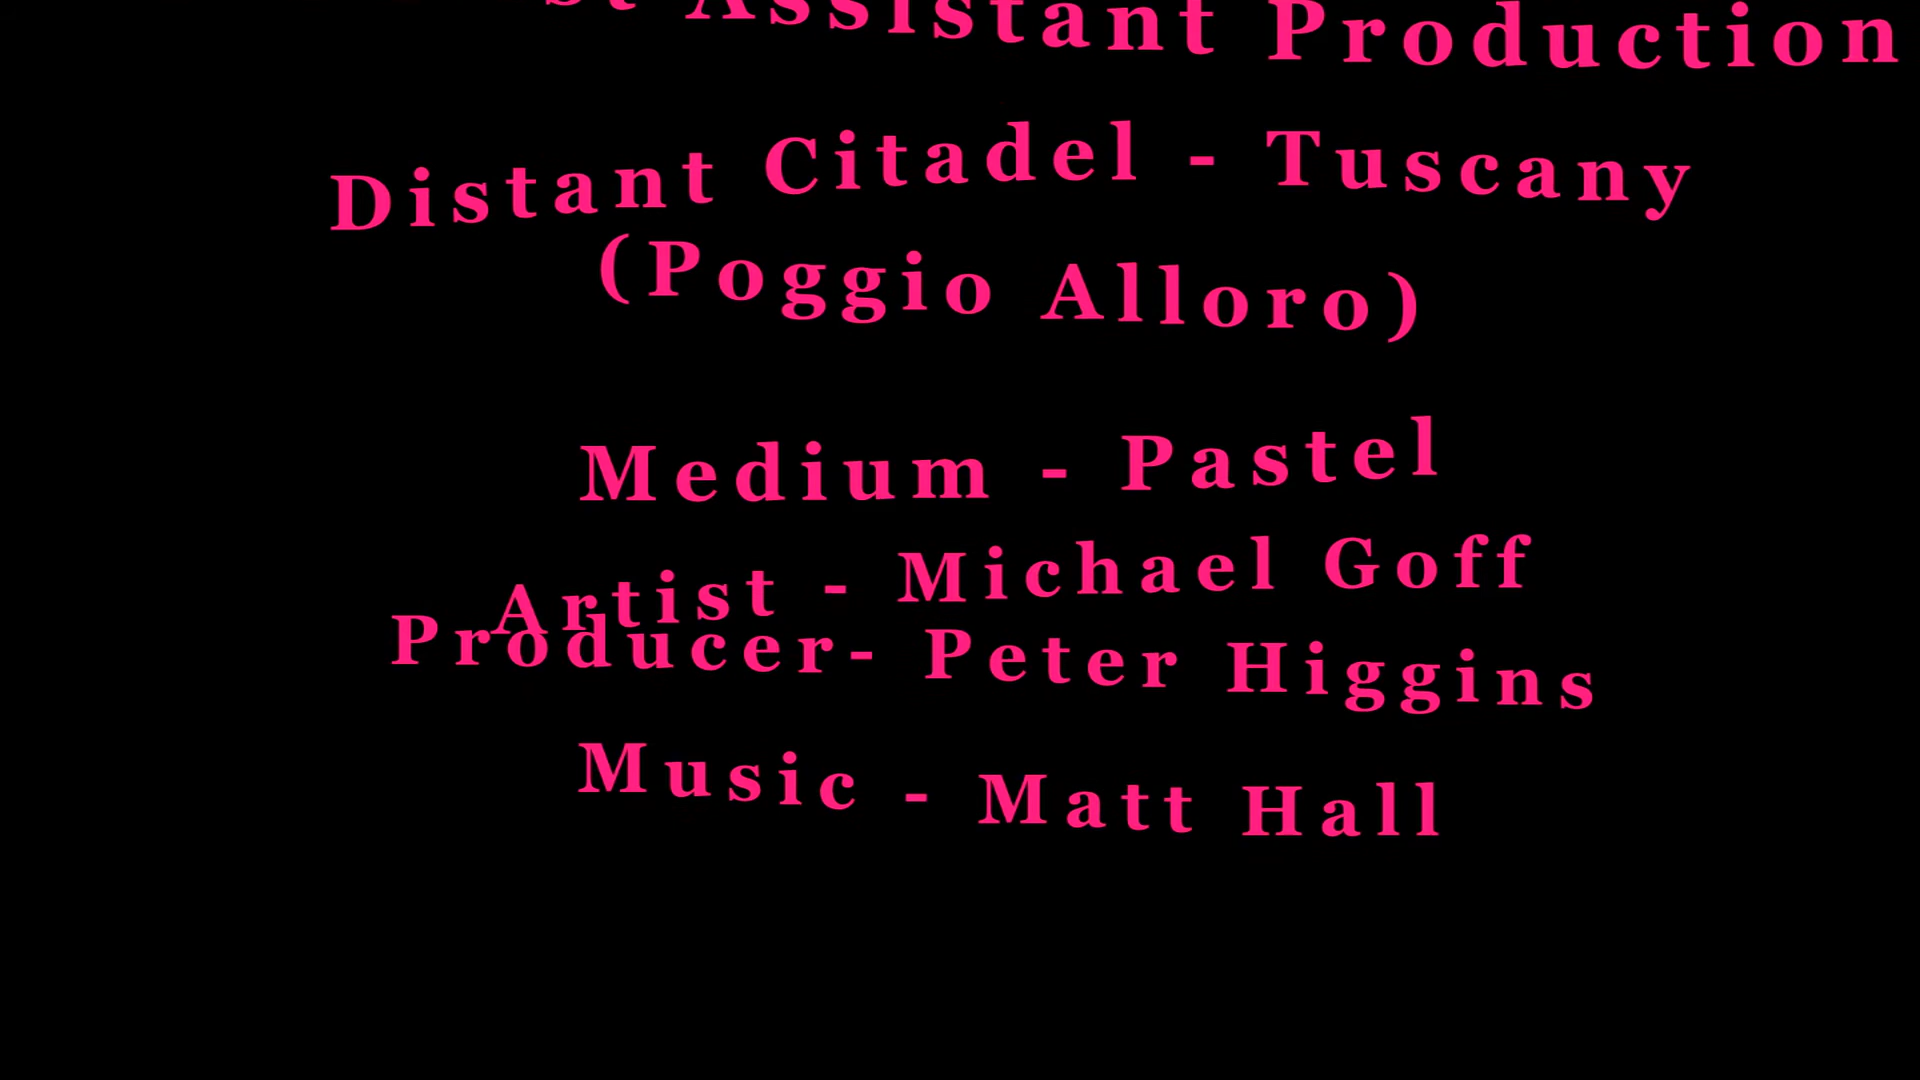 Assistant Production
Distant Citadel - Tuscany
(Poggio Alloro)
Medium - Pastel
Artist - Michael Goff
Producer- Peter Higgins
Music - Matt Hall